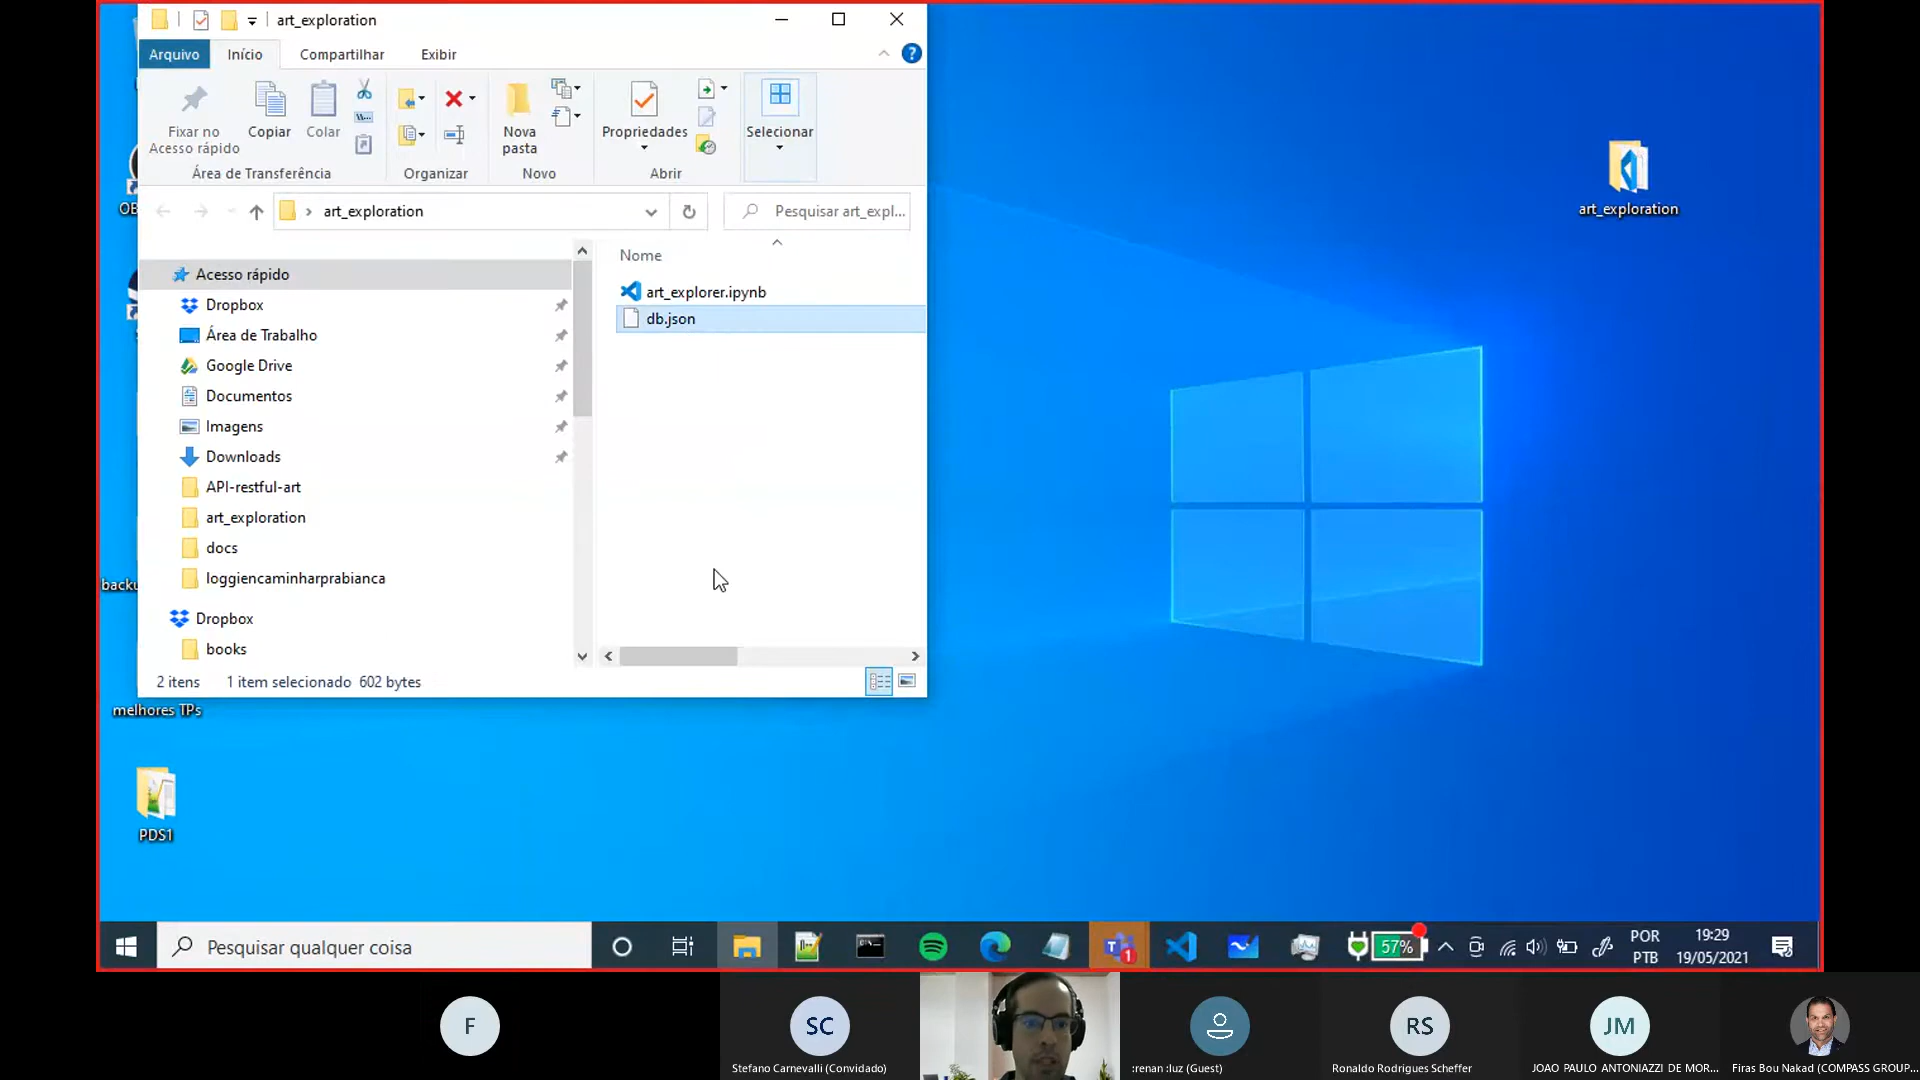 art_exploration
Arquivo
Início
Compartilhar
Exibir
Fixar no
Acesso rápido
Copiar
Colar
Nova
pasta
Propriedades
Selecionar
Área de Transferência
Organizar
Novo
Abrir
art_exploration
Pesquisar art_expl...
Nome
Acesso rápido
Dropbox
Área de Trabalho
Google Drive
Documentos
Imagens
Downloads
API-restful-art
art_exploration
docs
loggiencaminharprabianca
Dropbox
books
art_explorer.ipynb
db.json
2 itens
1 item selecionado 602 bytes
art_exploration
OB
backu
melhores TPs
PDS1
Pesquisar qualquer coisa
1
57%
POR
PTB
19:29
19/05/2021
F
SC
RS
JM
Stefano Carnevalli (Convidado)
:renan :luz (Guest)
Ronaldo Rodrigues Scheffer
JOAO PAULO ANTONIAZZI DE MOR...
Firas Bou Nakad (COMPASS GROUP...